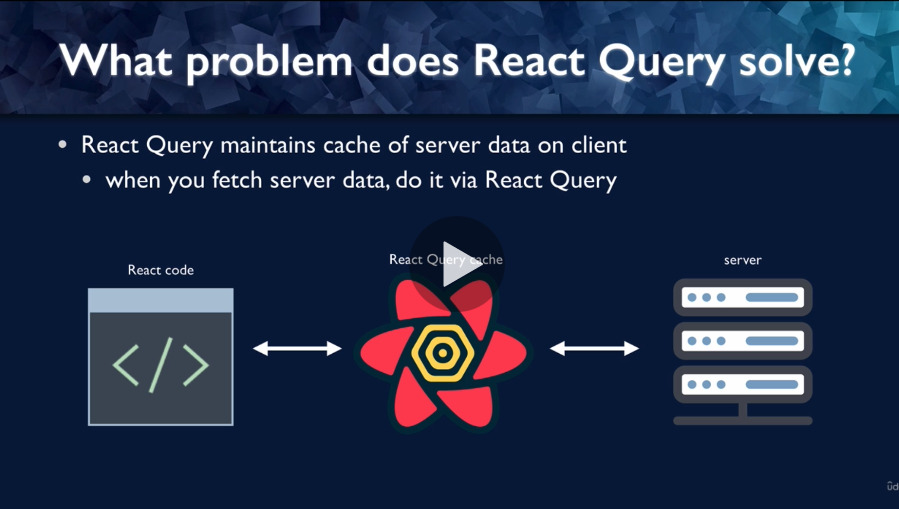 What problem does React Query solve?
• React Query maintains cache of server data on client
• when you fetch server data, do it via React Query
React code
React Query cache
server